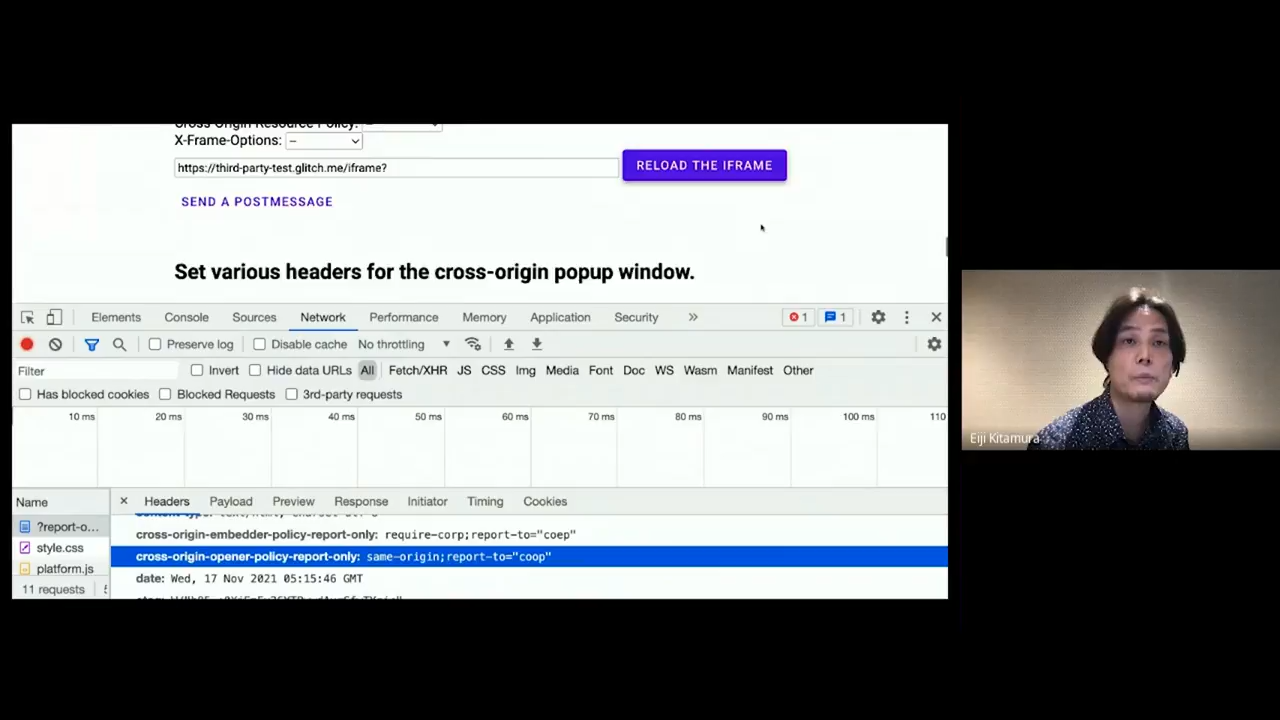 Cross Origin Resource Policy: –
X-Frame-Options: –
https://third-party-test.glitch.me/iframe?
RELOAD THE IFRAME
SEND A POSTMESSAGE
Set various headers for the cross-origin popup window.
Elements Console Sources Network Performance Memory Application Security » 1 1
Preserve log Disable cache No throttling
Filter Invert Hide data URLs All Fetch/XHR JS CSS Img Media Font Doc WS Wasm Manifest Other
Has blocked cookies Blocked Requests 3rd-party requests
10 ms 20 ms 30 ms 40 ms 50 ms 60 ms 70 ms 80 ms 90 ms 100 ms 110
Name × Headers Payload Preview Response Initiator Timing Cookies
?report-o...
cross-origin-embedder-policy-report-only: require-corp;report-to="coep"
style.css
cross-origin-opener-policy-report-only: same-origin;report-to="coop"
platform.js
date: Wed, 17 Nov 2021 05:15:46 GMT
11 requests
Eiji Kitamura